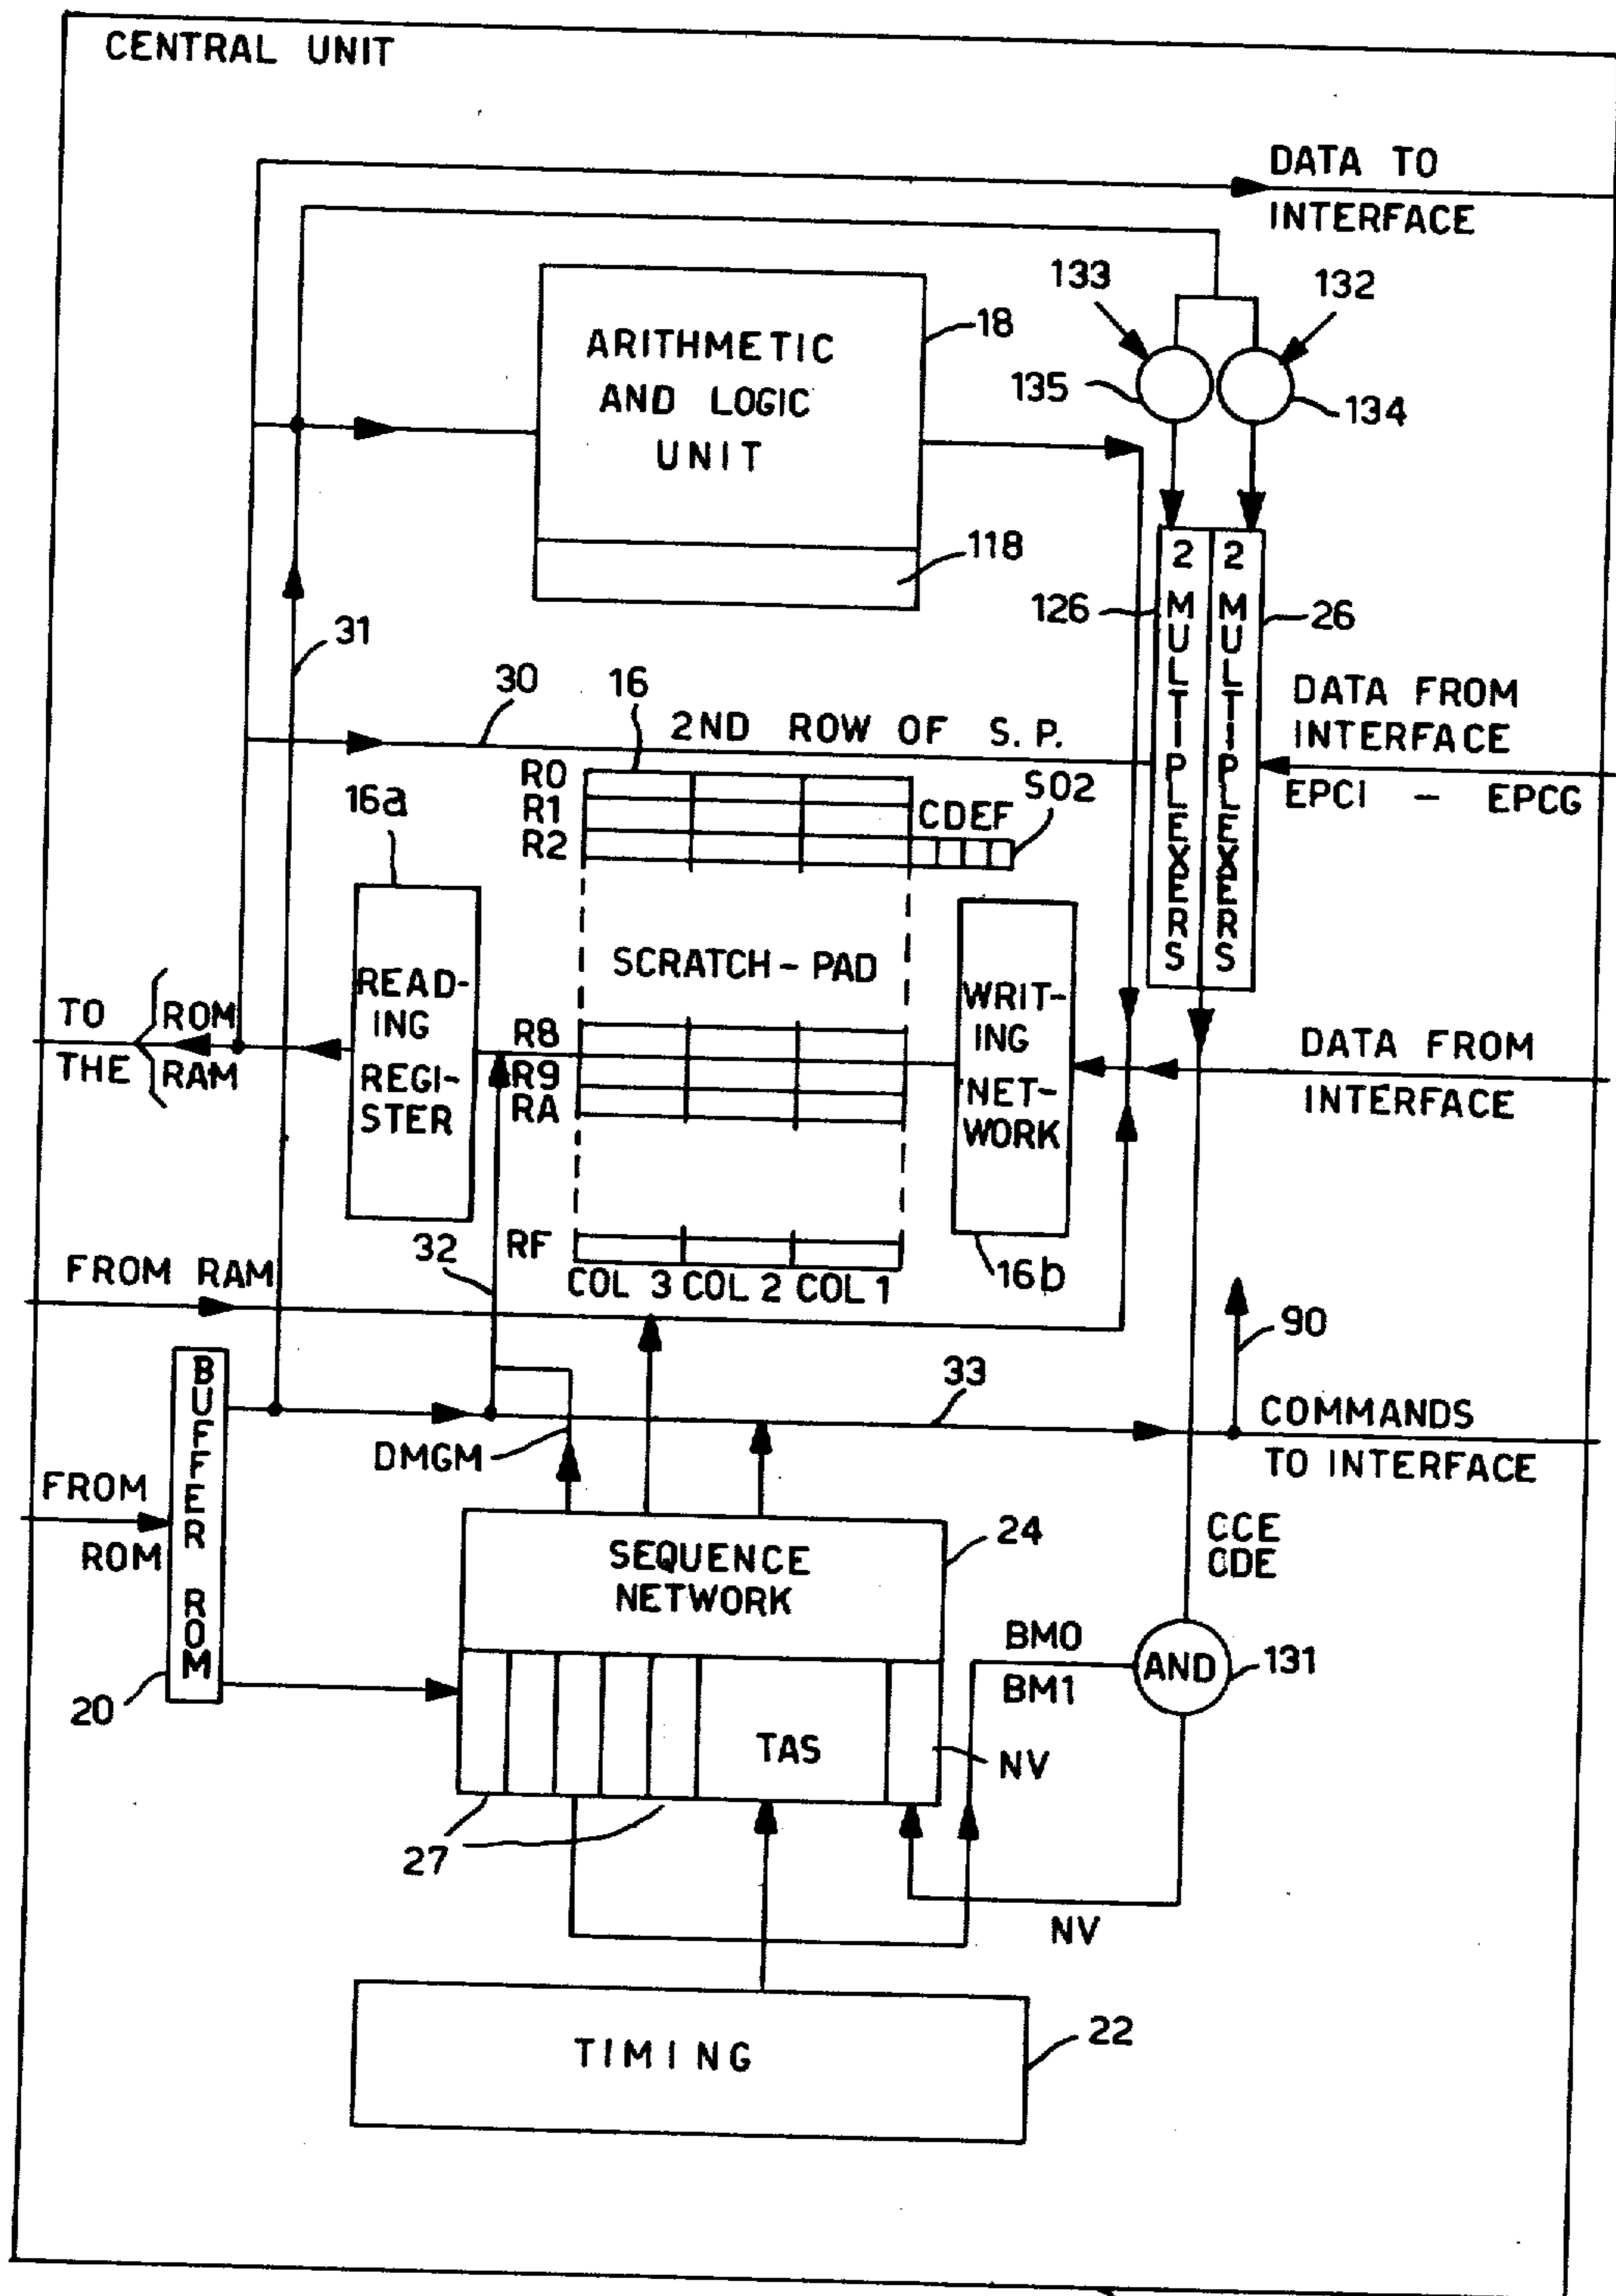 CENTRAL UNIT
DATA TO
INTERFACE
133
132
ARITHMETIC
AND LOGIC
UNIT
18
135
134
118
2 MULTIPLEXERS
2 MULTIPLEXERS
126
26
31
30
16
2ND ROW OF S.P.
DATA FROM
INTERFACE
EPCI - EPCG
R0
R1
R2
CDEF
S02
16a
READ-
ING
REGI-
STER
SCRATCH-PAD
WRIT-
ING
NET-
WORK
TO
THE
ROM
RAM
R8
R9
RA
DATA FROM
INTERFACE
RF
32
COL 3 COL 2 COL 1
16b
FROM RAM
90
33
BUFFER ROM
COMMANDS
TO INTERFACE
DMGM
FROM
ROM
SEQUENCE
NETWORK
24
CCE
CDE
BM0
BM1
AND
131
20
TAS
NV
27
NV
TIMING
22